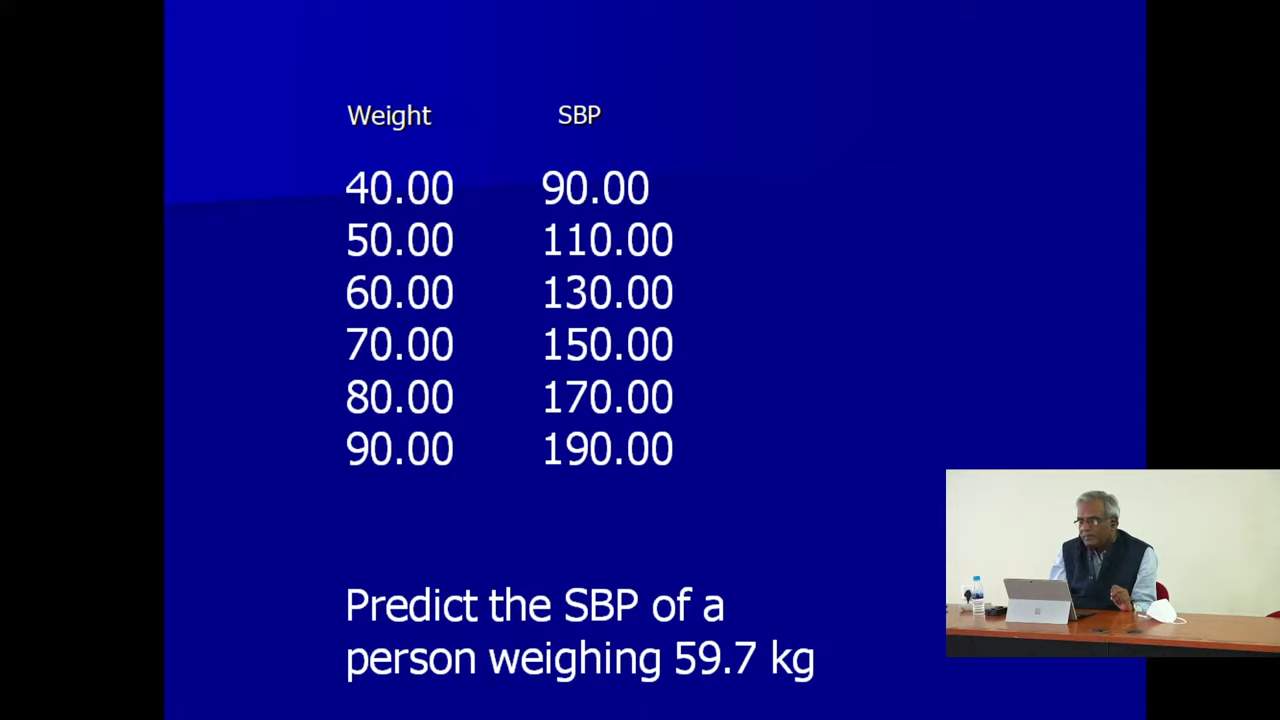 Weight SBP
40.00 90.00
50.00 110.00
60.00 130.00
70.00 150.00
80.00 170.00
90.00 190.00
Predict the SBP of a
person weighing 59.7 kg